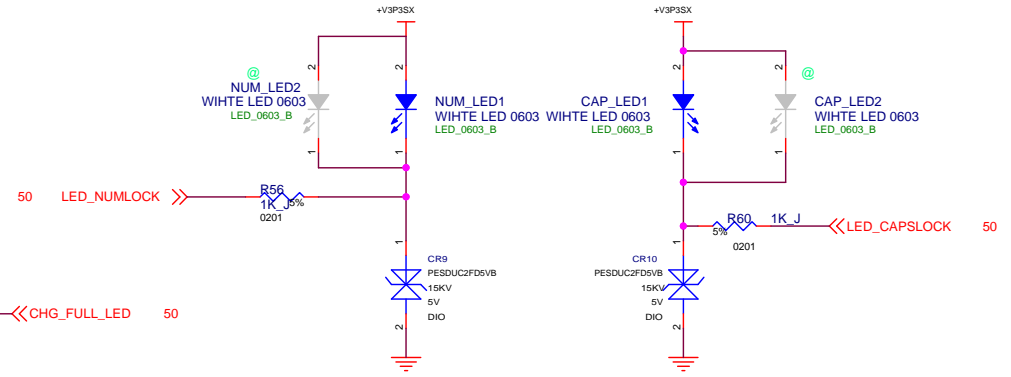 +V3P3SX
2
2
@
NUM_LED2
WIHTE LED 0603
LED_0603_B
1
1
NUM_LED1
WIHTE LED 0603
LED_0603_B
50
LED_NUMLOCK
R56
1K_J
5%
0201
1
CR9
PESDUC2FD5VB
15KV
5V
DIO
2
CHG_FULL_LED
50
+V3P3SX
2
2
@
CAP_LED1
WIHTE LED 0603
LED_0603_B
1
1
CAP_LED2
WIHTE LED 0603
LED_0603_B
R60
1K_J
5%
0201
LED_CAPSLOCK
50
1
CR10
PESDUC2FD5VB
15KV
5V
DIO
2